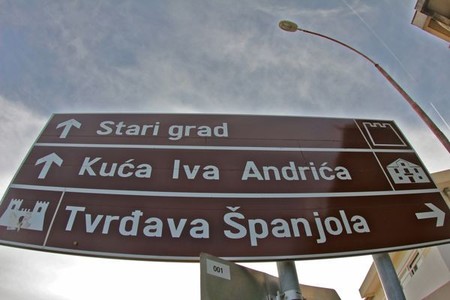 Stari grad
Kuća Iva Andrića
Tvrđava Španjola
001